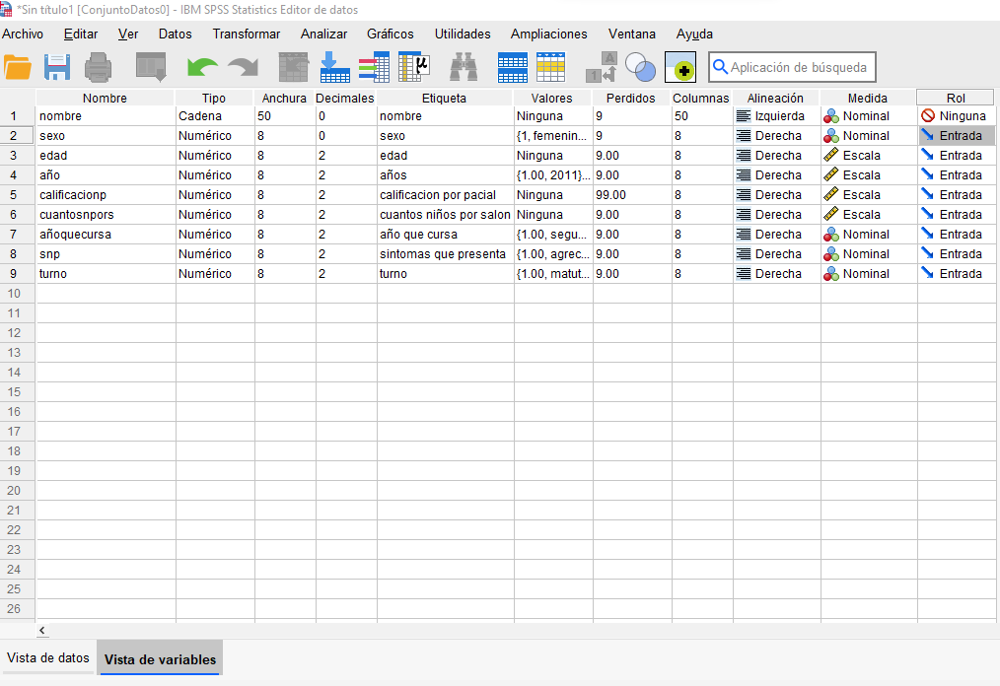 *Sin título1 [ConjuntoDatos0] - IBM SPSS Statistics Editor de datos
Archivo Editar Ver Datos Transformar Analizar Gráficos Utilidades Ampliaciones Ventana Ayuda
μ A A 1 Aplicación de búsqueda
Nombre Tipo Anchura Decimales Etiqueta Valores Perdidos Columnas Alineación Medida Rol
1 nombre Cadena 50 0 nombre Ninguna 9 50 Izquierda Nominal Ninguna
2 sexo Numérico 8 0 sexo {1, femenin... 9 8 Derecha Nominal Entrada
3 edad Numérico 8 2 edad Ninguna 9.00 8 Derecha Escala Entrada
4 año Numérico 8 2 años {1.00, 2011}... 9.00 8 Derecha Escala Entrada
5 calificacionp Numérico 8 2 calificacion por pacial Ninguna 99.00 8 Derecha Escala Entrada
6 cuantosnpors Numérico 8 2 cuantos niños por salon Ninguna 9.00 8 Derecha Escala Entrada
7 añoquecursa Numérico 8 2 año que cursa {1.00, segu... 9.00 8 Derecha Nominal Entrada
8 snp Numérico 8 2 sintomas que presenta {1.00, agrec... 9.00 8 Derecha Nominal Entrada
9 turno Numérico 8 2 turno {1.00, matut... 9.00 8 Derecha Nominal Entrada
10
11
12
13
14
15
16
17
18
19
20
21
22
23
24
25
26
Vista de datos Vista de variables